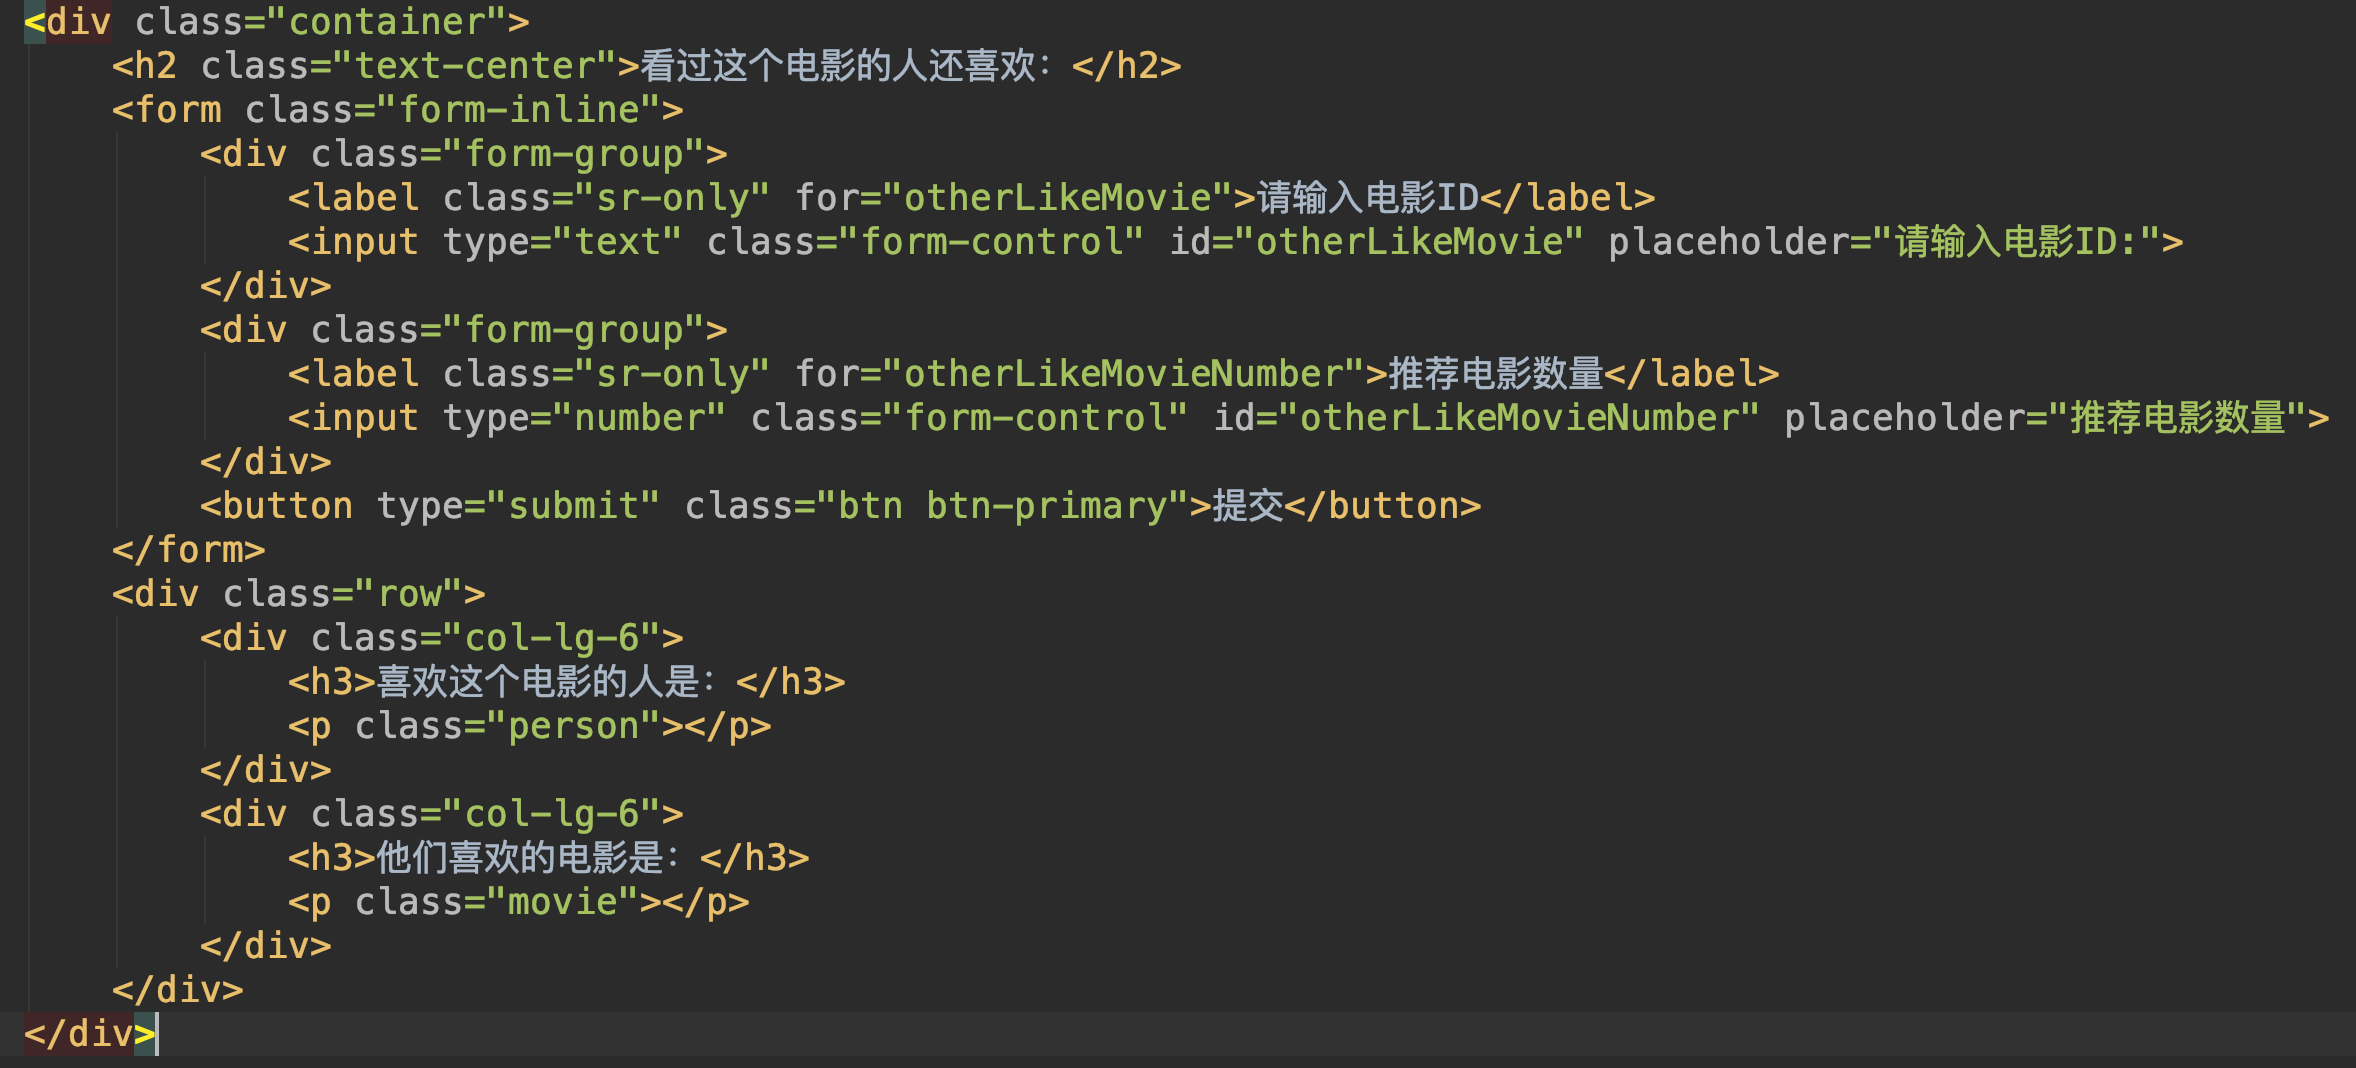 <div class="container">
    <h2 class="text-center">看过这个电影的人还喜欢：</h2>
    <form class="form-inline">
        <div class="form-group">
            <label class="sr-only" for="otherLikeMovie">请输入电影ID</label>
            <input type="text" class="form-control" id="otherLikeMovie" placeholder="请输入电影ID:">
        </div>
        <div class="form-group">
            <label class="sr-only" for="otherLikeMovieNumber">推荐电影数量</label>
            <input type="number" class="form-control" id="otherLikeMovieNumber" placeholder="推荐电影数量">
        </div>
        <button type="submit" class="btn btn-primary">提交</button>
    </form>
    <div class="row">
        <div class="col-lg-6">
            <h3>喜欢这个电影的人是：</h3>
            <p class="person"></p>
        </div>
        <div class="col-lg-6">
            <h3>他们喜欢的电影是：</h3>
            <p class="movie"></p>
        </div>
    </div>
</div>